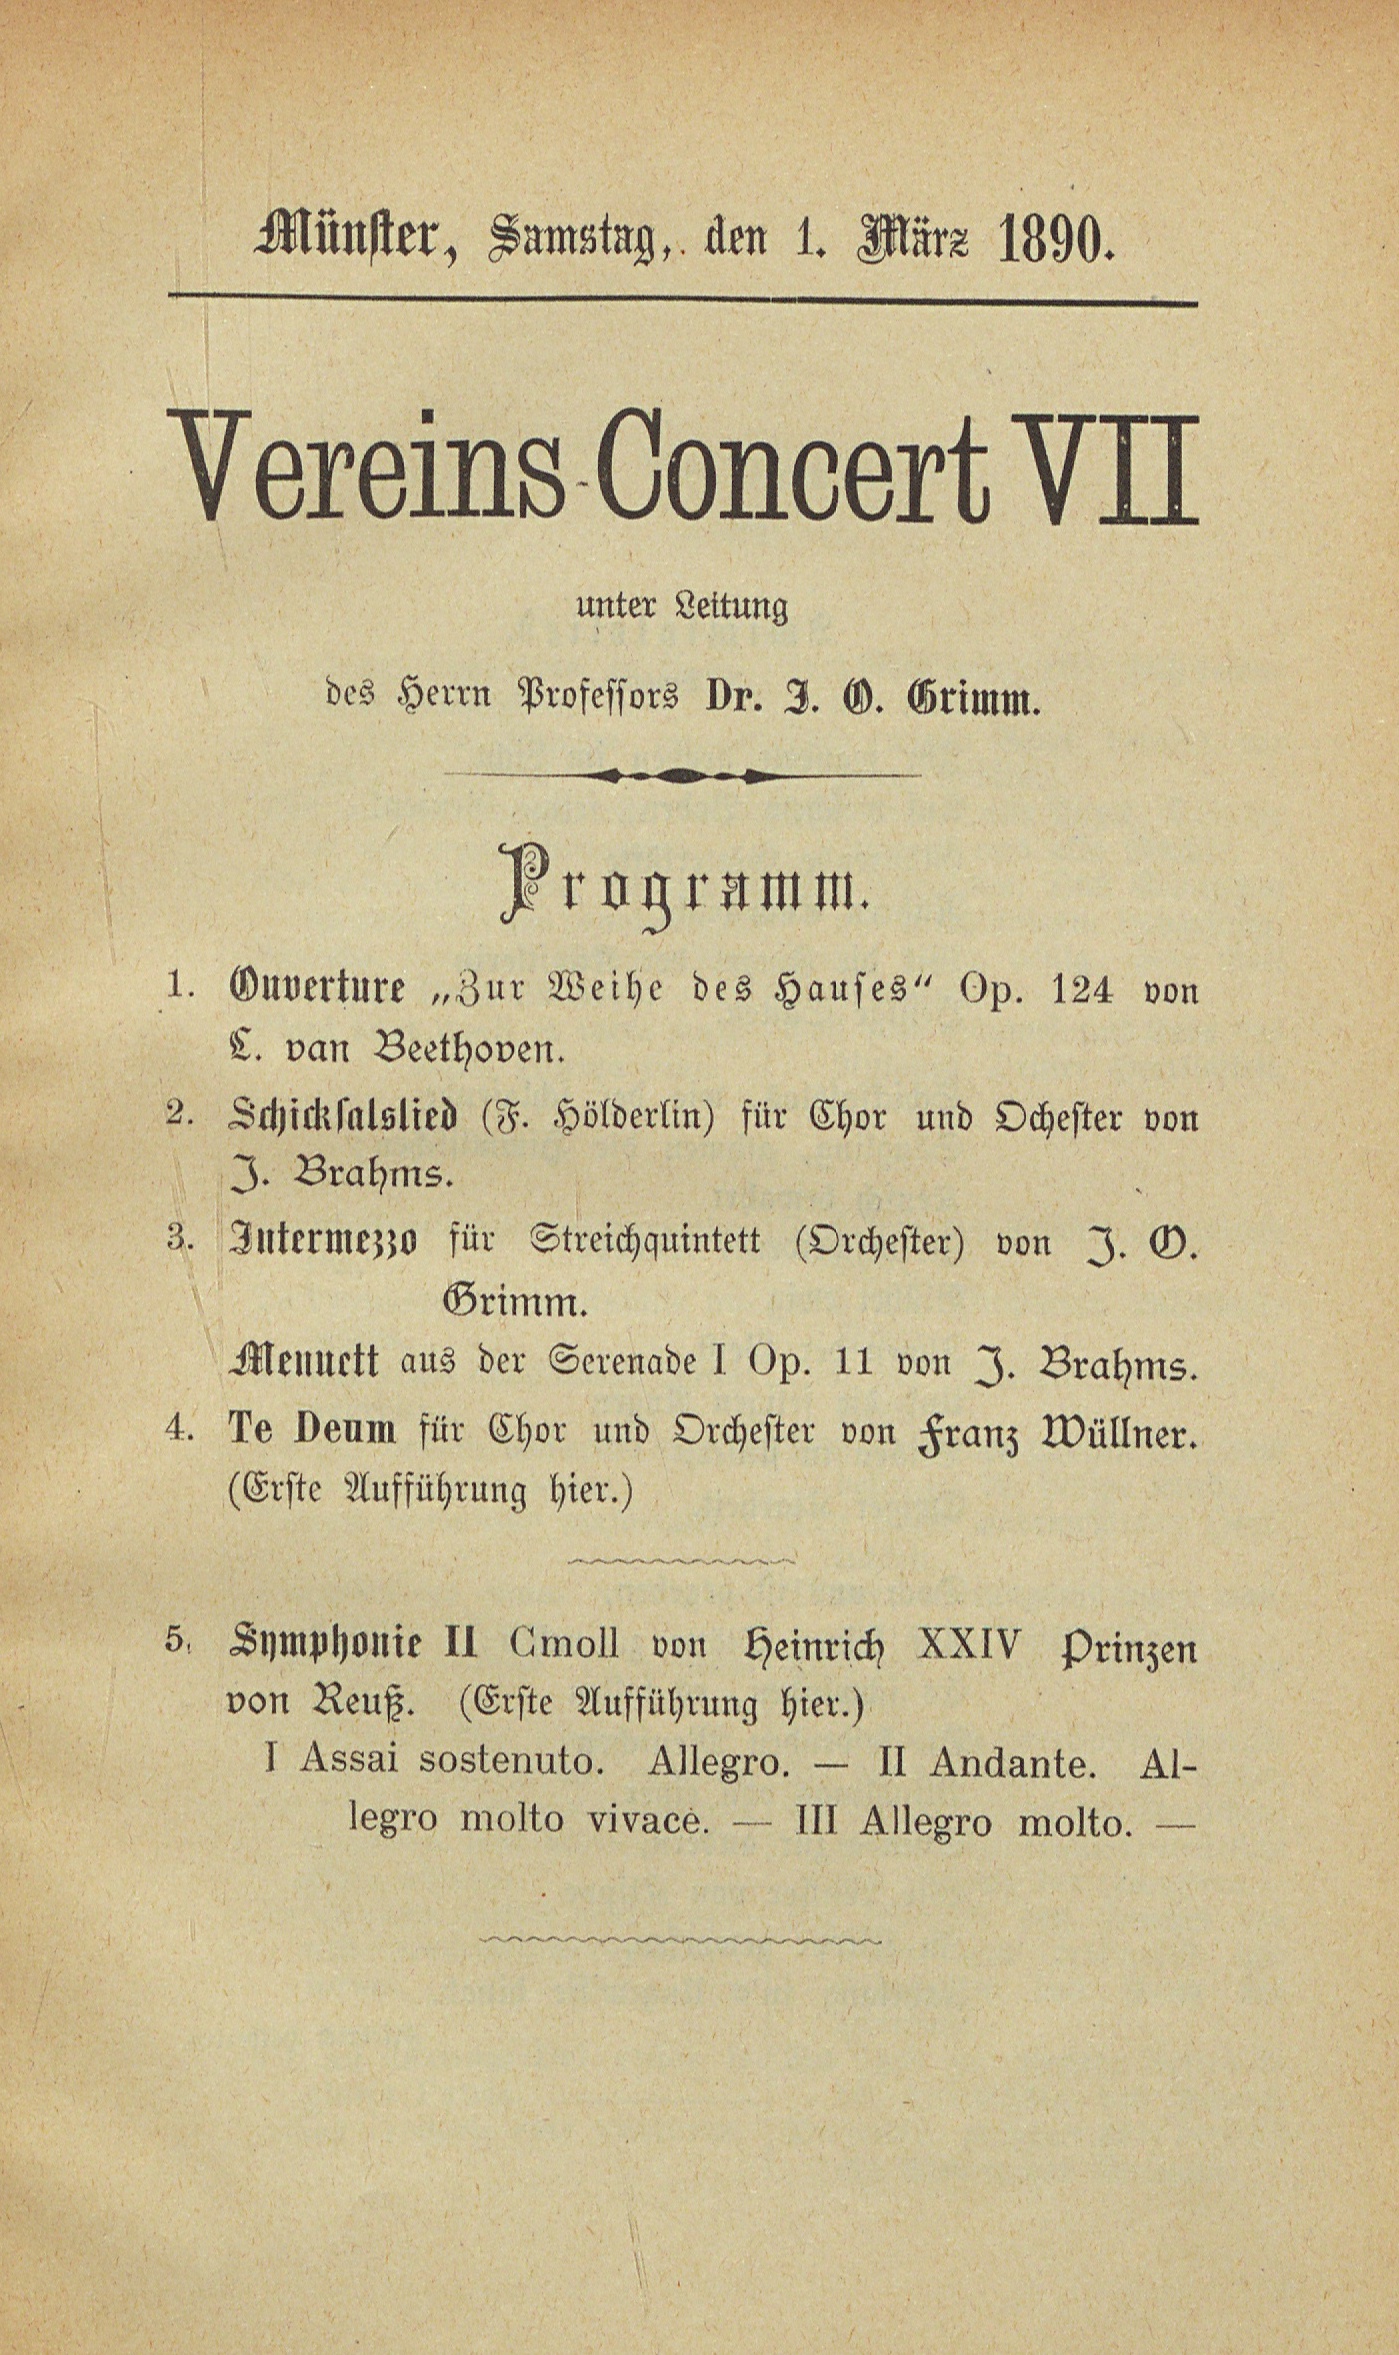 Münster, Samstag, den 1. März 1890.
Vereins-Concert VII
unter Leitung
des Herrn Professors Dr. J. O. Grimm.
Programm.
1. Ouverture „Zur Weihe des Hauses“ Op. 124 von
L. van Beethoven.
2. Schicksalslied (F. Hölderlin) für Chor und Ochester von
J. Brahms.
3. Intermezzo für Streichquintett (Orchester) von J. O.
Grimm.
Menuett aus der Serenade I Op. 11 von J. Brahms.
4. Te Deum für Chor und Orchester von Franz Wüllner.
(Erste Aufführung hier.)
5. Symphonie II Cmoll von Heinrich XXIV Prinzen
von Reuß. (Erste Aufführung hier.)
I Assai sostenuto. Allegro. — II Andante. Al-
legro molto vivace. — III Allegro molto. —